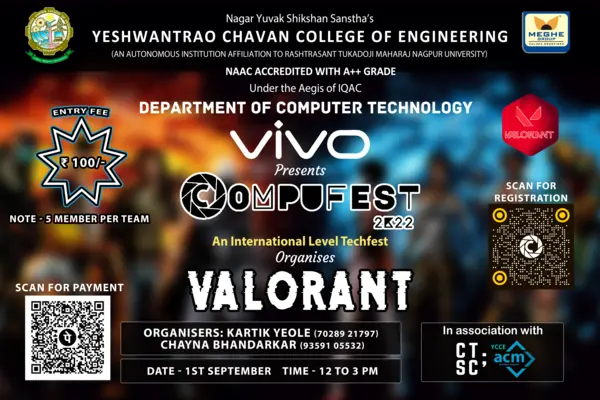 Nagar Yuvak Shikshan Sanstha's
YESHWANTRAO CHAVAN COLLEGE OF ENGINEERING
(AN AUTONOMOUS INSTITUTION AFFILIATION TO RASHTRASANT TUKADOJI MAHARAJ NAGPUR UNIVERSITY)
NAAC ACCREDITED WITH A++ GRADE
Under the Aegis of IQAC
MEGHE
GROUP
DEPARTMENT OF COMPUTER TECHNOLOGY
ENTRY FEE
₹ 100/-
NOTE - 5 MEMBER PER TEAM
vivo
Presents
COMPUFEST
2K22
An International Level Techfest
Organises
VALORANT
VALORANT
SCAN FOR
REGISTRATION
SCAN FOR PAYMENT
ORGANISERS: KARTIK YEOLE (70289 21797)
CHAYNA BHANDARKAR (93591 05532)
DATE - 1ST SEPTEMBER TIME - 12 TO 3 PM
In association with
CT;
SC
YCCE
acm